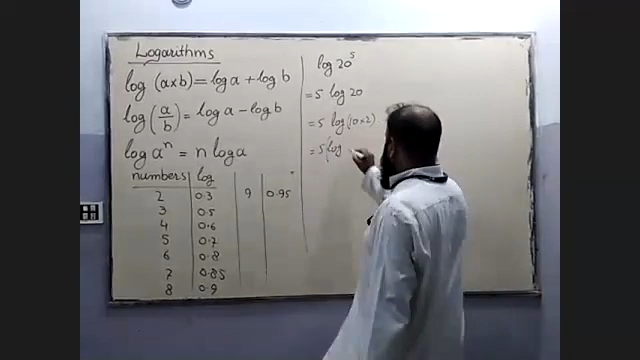 Logarithms
log (a×b) = log a + log b
log (a/b) = log a - log b
log aⁿ = n log a
numbers log
2 0.3 9 0.95
3 0.5
4 0.6
5 0.7
6 0.8
7 0.85
8 0.9
log 20⁵
= 5 log 20
= 5 log (10×2)
= 5 (log